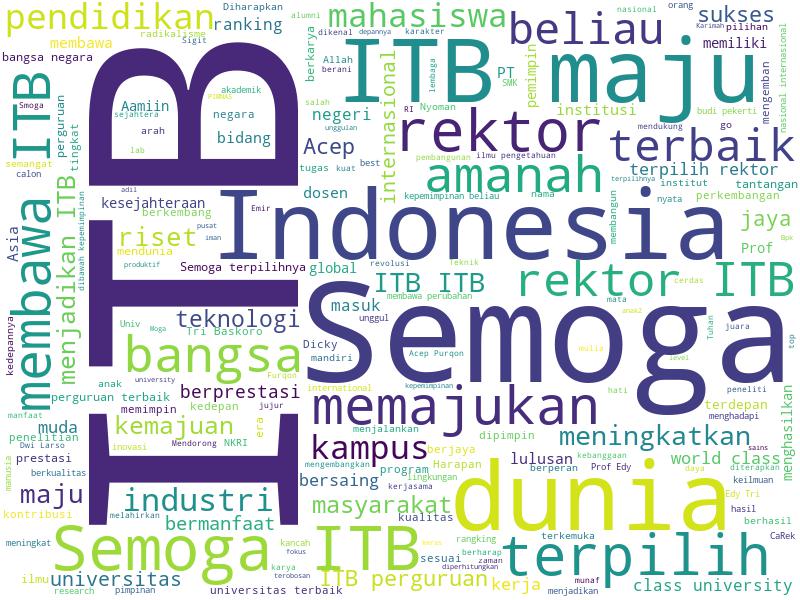 pendidikan
Diharapkan
ranking
alumni
mahasiswa
nasional
orang
sukses
radikalisme
Sigit
dikenal
depannya
karakter
beliau
Karimah
pilihan
membawa
bangsa negara
berkarya
Allah
berani
ITB
maju
memiliki
PT
SMK
lembaga
pemimpin
mengemban
nasional internasional
ITB
Smoga
perguruan
tingkat
ITB
Aamiin
akademik
PIMNAS
sejahtera
negara
arah
bidang
lab
salah
ungguian
negeri
RI
Nyoman
institusi
budi pekerti
internasional
rektor
mendukung
go
terbaik
Acep
pembangunan
ilmu pengetahuan
semangat
calon
tugas
kuat
best
amanah
terpilih rektor
terpilihnya
institut
tantangan
adil
dosen
kepemimpinan beliau
nama
nyata
perkembangan
kesejahteraan
berkembang
Emir
Indonesia
membangun
jaya
Bpk
Prof
membawa
menjadikan ITB
dibawah kepemimpinan
Asia
riset
pusat
iman
mendunia
produktif
Semoga terpilihnya
global
revolusi
Teknik
ITB ITB
membawa perubahan
rektor ITB
cerdas
kedepannya
masuk
unggul
Semoga
mata
anak2
Tuhan
juara
top
Univ
Moga
teknologi
Tri Baskoro
Dicky
mandiri
Acep Purqon
mulia
level
bangsa
Furqon
anak
university
berprestasi
international
kepemimpinan
hati
peneliti
perguruan terbaik
memimpin
kedepan
jujur
memajukan
terdepan
menghadapi
manfaat
muda
kemajuan
era
menjalankan
dipimpin
meningkatkan
menghasilkan
penelitian
Dwi Larso
inovasi
Mendorong
NKRI
kampus
berjaya
Harapan
lulusan
kebanggaan
world class
sains
prestasi
mengembangkan
program
lingkungan
berperan
Prof Edy
daya
diterapkan
manusia
berkualitas
bersaing
kerjasama
keilmuan
maju
industri
masyarakat
dunia
Edy Tri
hasil
kontribusi
melahirkan
bermanfaat
kualitas
berhasil
meningkat
Semoga ITB
kancah
fokus
keras
rangking
terkemuka
CaRek
sesuai
berharap
zaman
terpilih
diperhitungkan
ilmu
universitas
karya
terobosan
ITB perguruan
kerja
munaf
class university
research
pimpinan
universitas terbaik
menjadikan